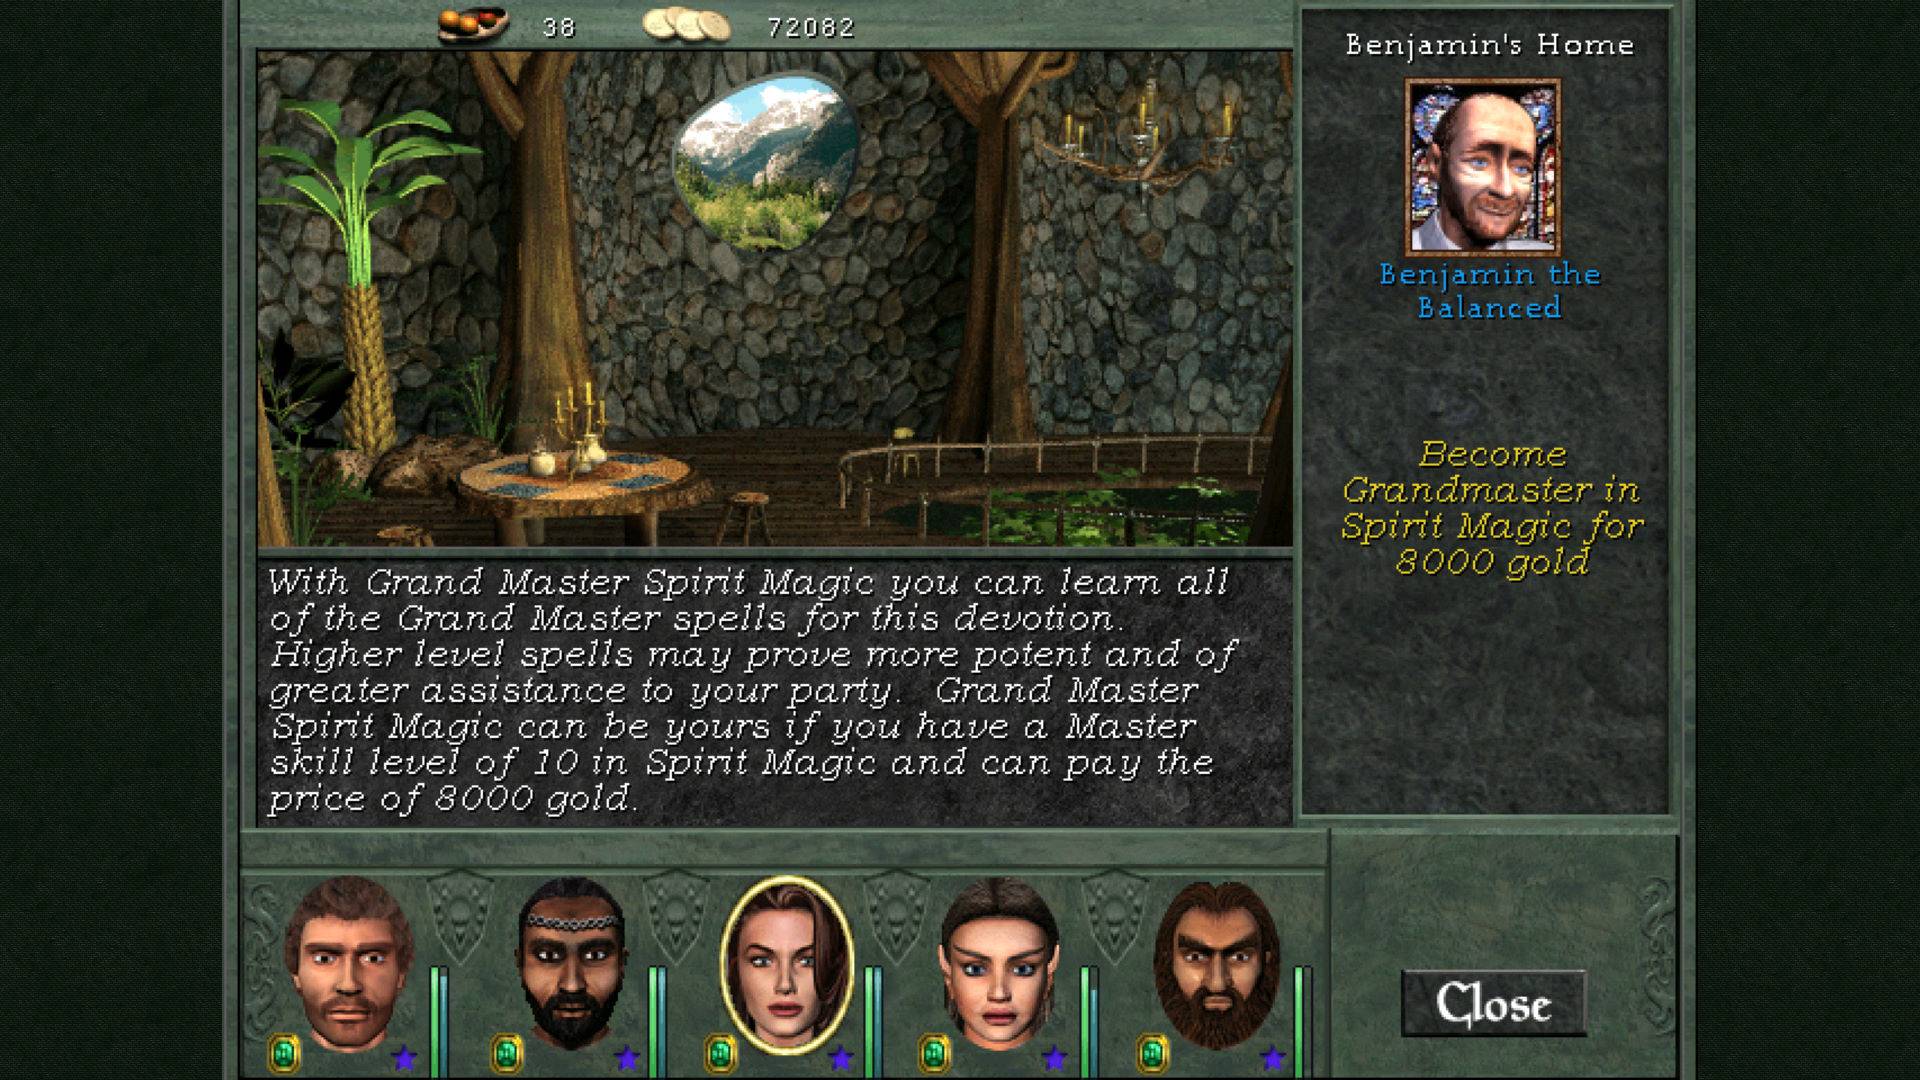 38
72082
Benjamin's Home
Benjamin the
Balanced
Become
Grandmaster in
Spirit Magic for
8000 gold
With Grand Master Spirit Magic you can learn all
of the Grand Master spells for this devotion.
Higher level spells may prove more potent and of
greater assistance to your party.  Grand Master
Spirit Magic can be yours if you have a Master
skill level of 10 in Spirit Magic and can pay the
price of 8000 gold.
Close